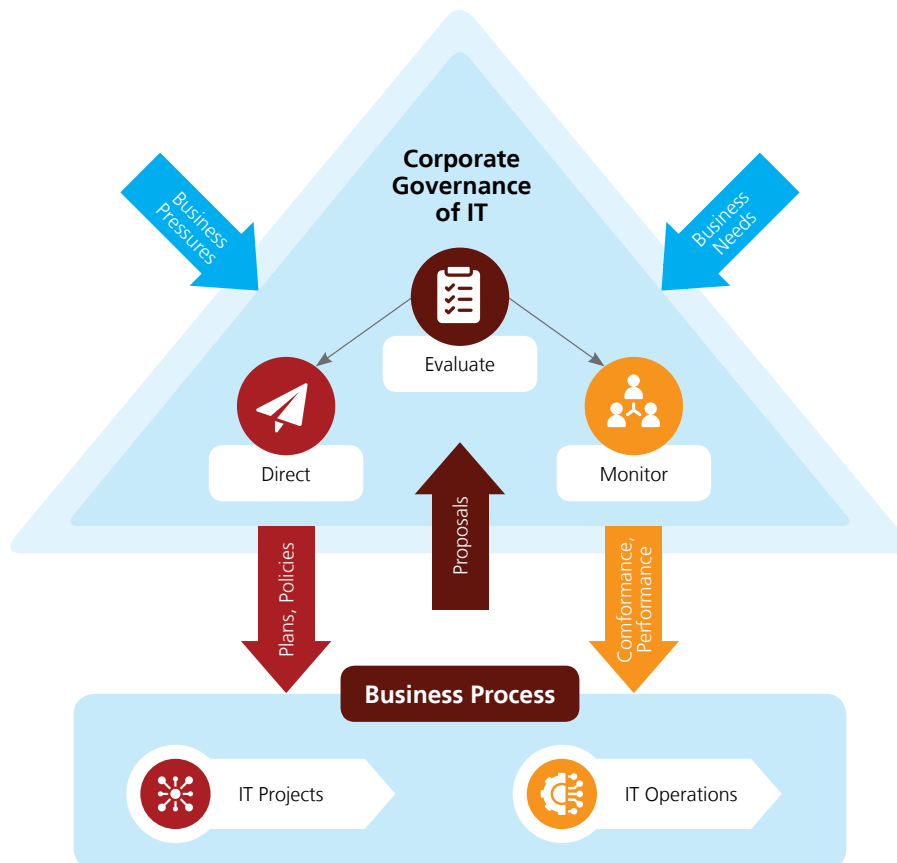 Corporate
Governance
of IT
Business
Pressures
Business
Needs
Evaluate
Direct
Monitor
Plans, Policies
Proposals
Comformance,
Performance
Business Process
IT Projects
IT Operations